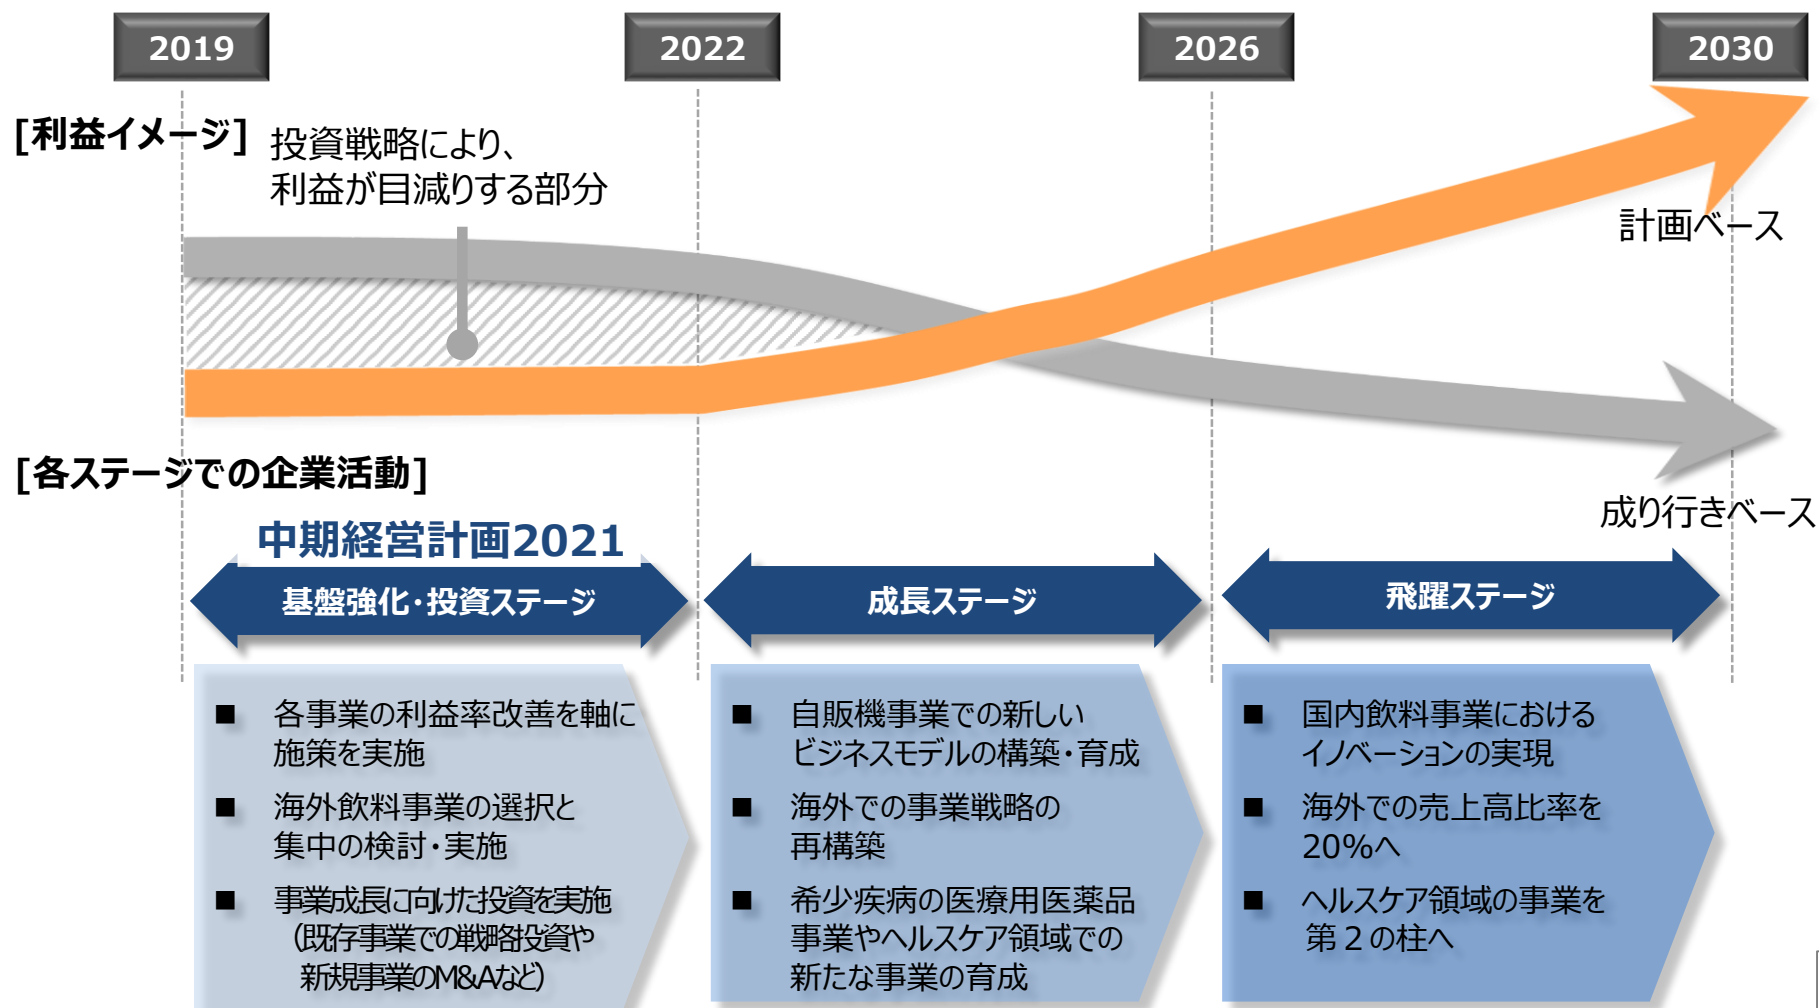 2019
2022
2026
2030
[利益イメージ]
投資戦略により、
利益が目減りする部分
計画ベース
成り行きベース
[各ステージでの企業活動]
中期経営計画2021
基盤強化・投資ステージ
成長ステージ
飛躍ステージ
■ 各事業の利益率改善を軸に
施策を実施
■ 海外飲料事業の選択と
集中の検討・実施
■ 事業成長に向けた投資を実施
（既存事業での戦略投資や
新規事業のM&Aなど）
■ 自販機事業での新しい
ビジネスモデルの構築・育成
■ 海外での事業戦略の
再構築
■ 希少疾病の医療用医薬品
事業やヘルスケア領域での
新たな事業の育成
■ 国内飲料事業における
イノベーションの実現
■ 海外での売上高比率を
20%へ
■ ヘルスケア領域の事業を
第２の柱へ